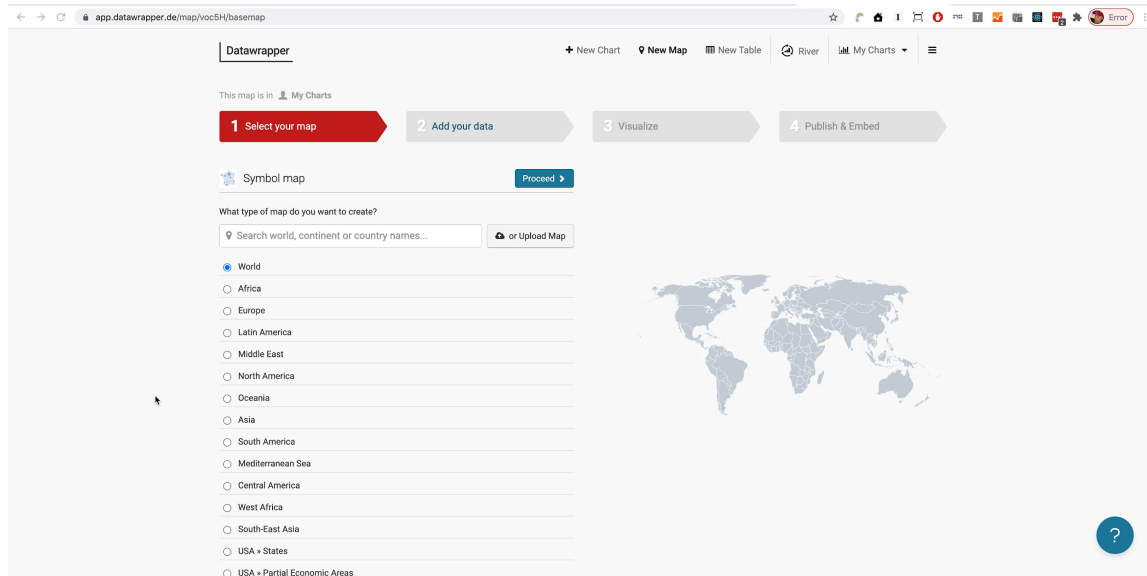 app.datawrapper.de/map/voc5H/basemap
Error
Datawrapper
New Chart
New Map
New Table
River
My Charts
This map is in My Charts
1 Select your map
2 Add your data
3 Visualize
4 Publish & Embed
Symbol map
Proceed
What type of map do you want to create?
Search world, continent or country names...
or Upload Map
World
Africa
Europe
Latin America
Middle East
North America
Oceania
Asia
South America
Mediterranean Sea
Central America
West Africa
South-East Asia
USA » States
USA » Partial Economic Areas
?